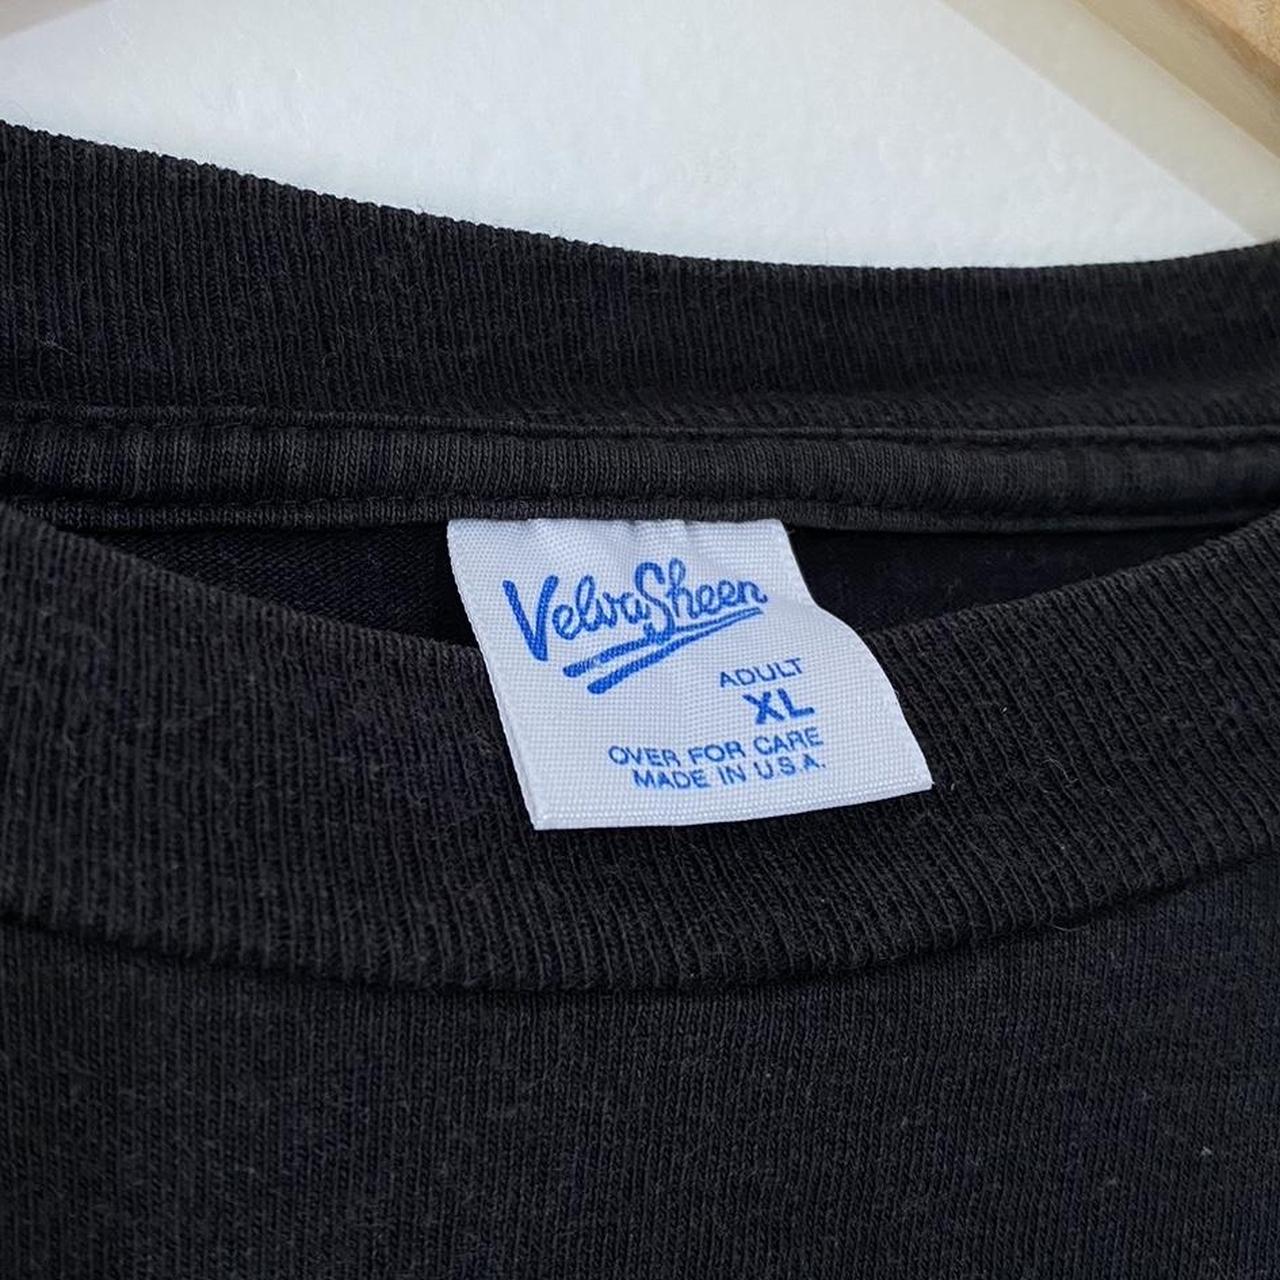 VelvaSheen
ADULT
XL
OVER FOR CARE
MADE IN U.S.A.